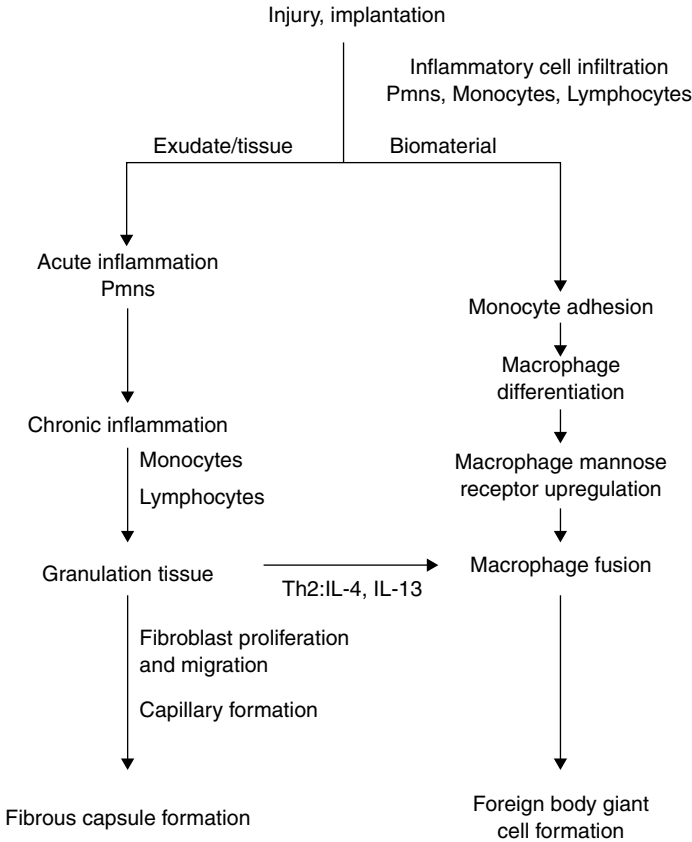 Injury, implantation
Inflammatory cell infiltration
Pmns, Monocytes, Lymphocytes
Exudate/tissue
Biomaterial
Acute inflammation
Pmns
Monocyte adhesion
Macrophage
differentiation
Chronic inflammation
Monocytes
Lymphocytes
Macrophage mannose
receptor upregulation
Granulation tissue
Th2:IL-4, IL-13
Macrophage fusion
Fibroblast proliferation
and migration
Capillary formation
Fibrous capsule formation
Foreign body giant
cell formation